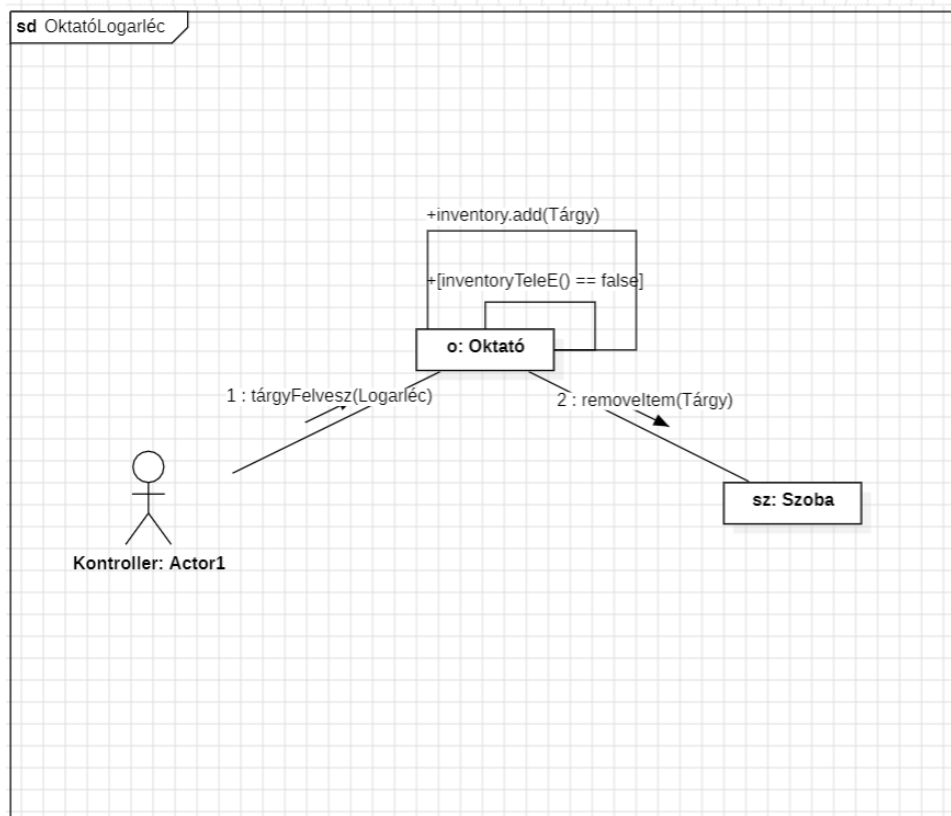 sd OktatóLogarléc
+inventory.add(Tárgy)
+[inventoryTeleE() == false]
o: Oktató
1 : tárgyFelvesz(Logarléc)
2 : removeItem(Tárgy)
sz: Szoba
Kontroller: Actor1